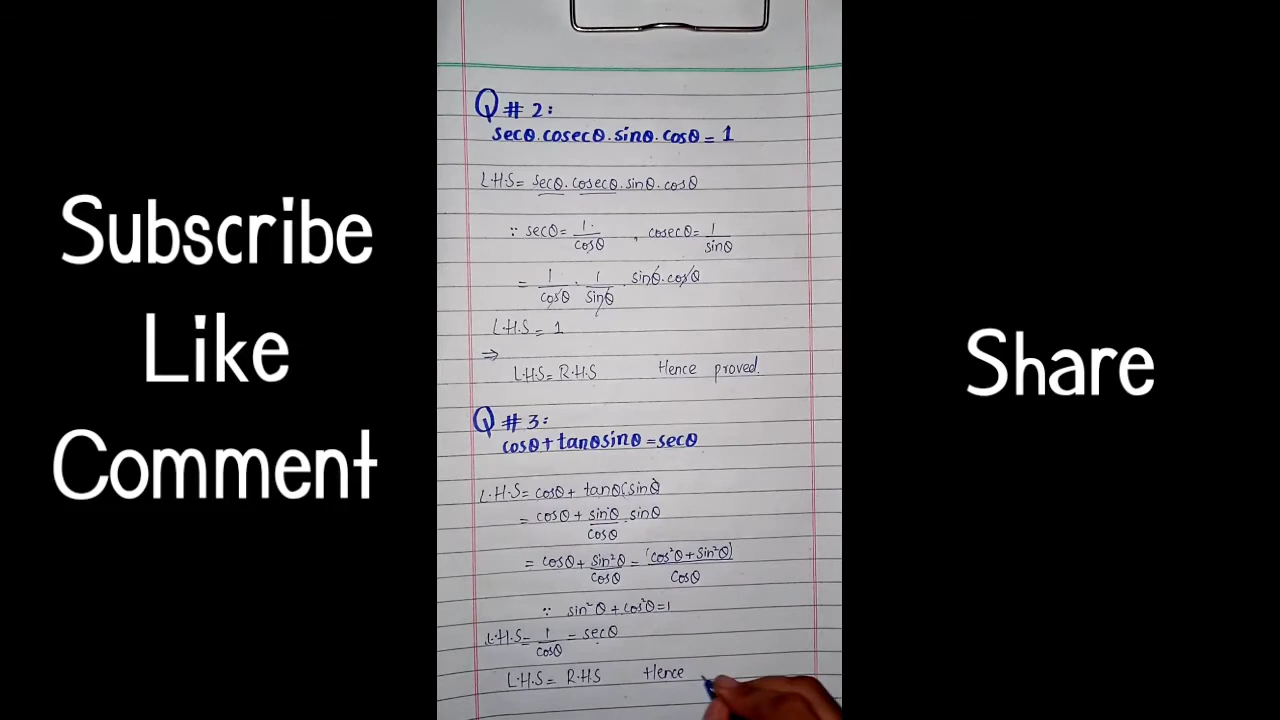 Subscribe
Like
Comment
Q # 2:
secθ.cosecθ.sinθ.cosθ = 1
L.H.S = secθ.cosecθ.sinθ.cosθ
∵ secθ = 1/cosθ , cosecθ = 1/sinθ
= 1/cosθ . 1/sinθ . sinθ.cosθ
L.H.S = 1
⇒
L.H.S = R.H.S Hence proved.
Q # 3:
cosθ + tanθsinθ = secθ
L.H.S = cosθ + tanθ(sinθ
= cosθ + sinθ/cosθ . sinθ
= cosθ + sin²θ/cosθ = (cos²θ + sin²θ)/cosθ
∵ sin²θ + cos²θ = 1
L.H.S = 1/cosθ = secθ
L.H.S = R.H.S Hence
Share